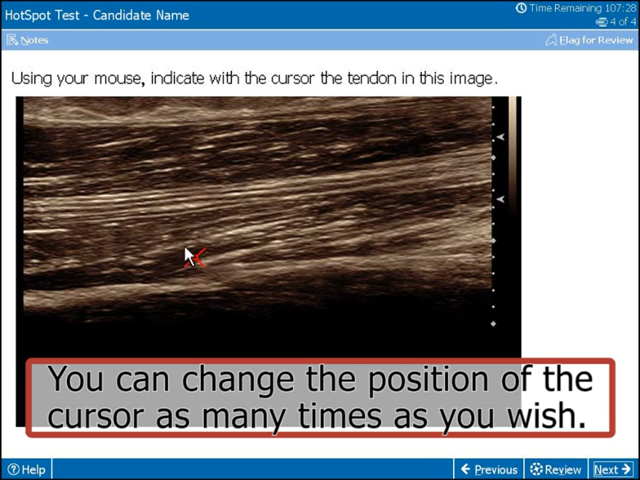 HotSpot Test - Candidate Name
Time Remaining 107:28
4 of 4
Notes
Flag for Review
Using your mouse, indicate with the cursor the tendon in this image.
You can change the position of the
cursor as many times as you wish.
Help
Previous
Review
Next